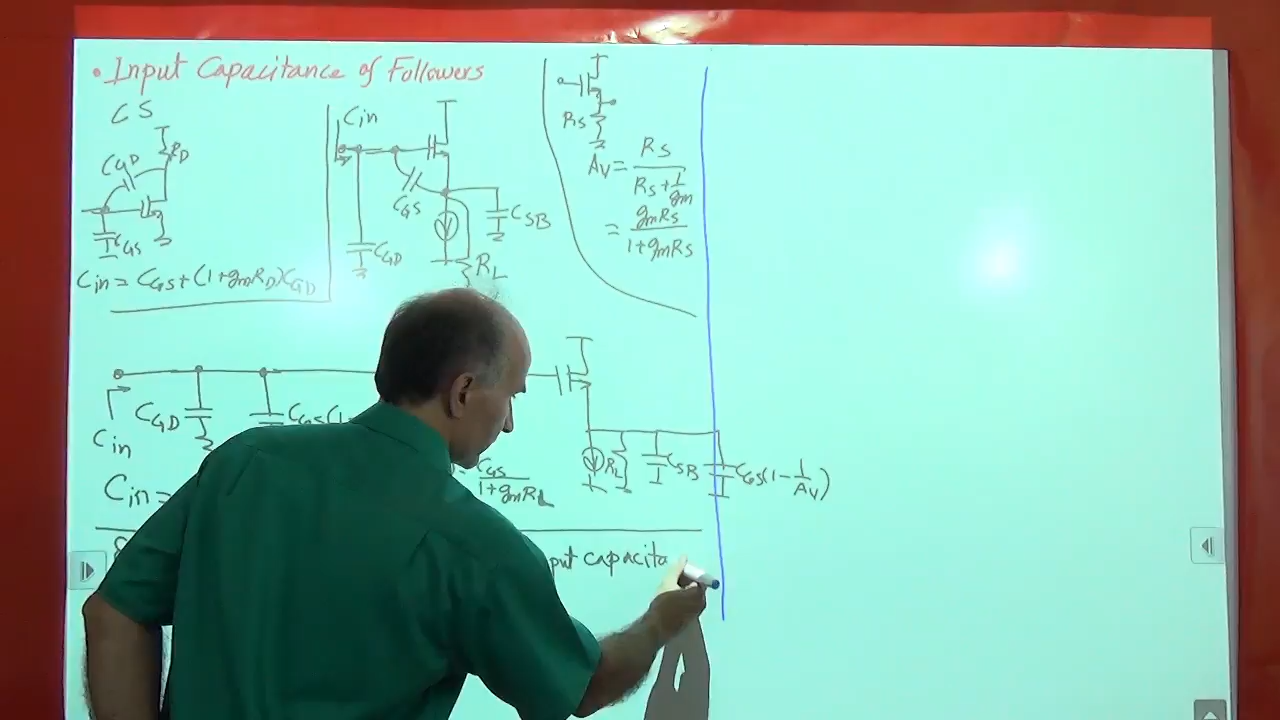 • Input Capacitance of Followers
CS
RD
CGD
CGS
Cin = CGS + (1+gmRD)CGD
Cin
CGS
CSB
CGD
RL
RS
Av = RS / (RS + 1/gm)
= gmRS / (1+gmRS)
Cin
CGD
CGS(1-
RL
CSB
CGS(1 - 1/Av)
Cin =
CGS / (1+gmRL)
put capacita